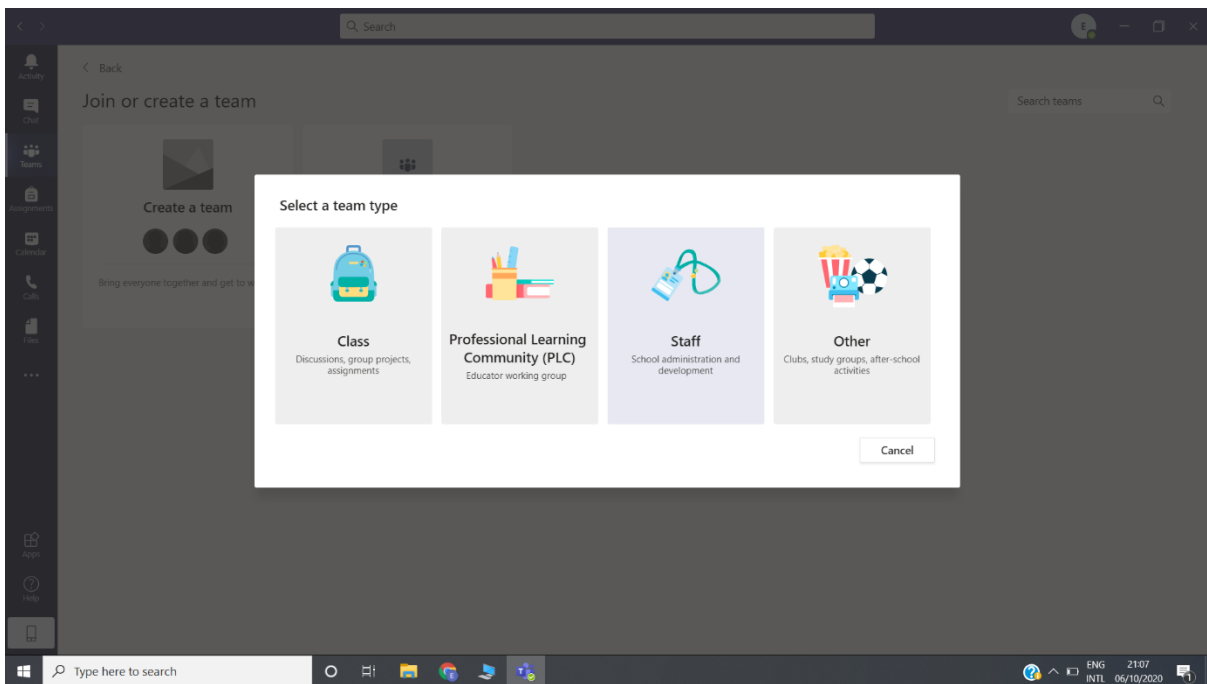 Search
E
Activity
Back
Chat
Join or create a team
Search teams
Teams
Assignments
Create a team
Select a team type
Calendar
Calls
Bring everyone together and get to w
Files
Class
Discussions, group projects,
assignments
Professional Learning
Community (PLC)
Educator working group
Staff
School administration and
development
Other
Clubs, study groups, after-school
activities
Cancel
Apps
Help
Type here to search
ENG
INTL
21:07
06/10/2020
1